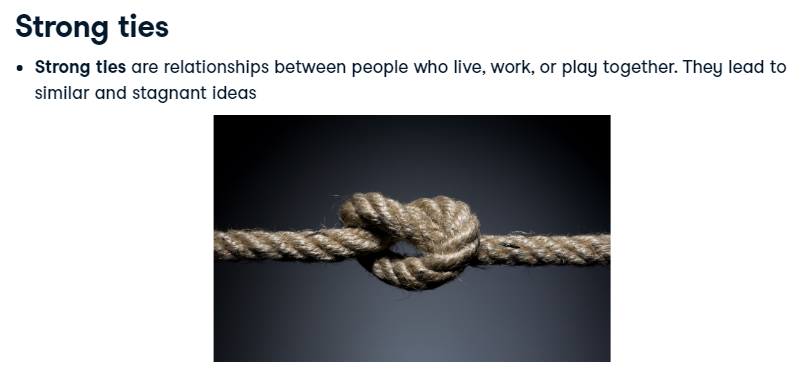 Strong ties
• Strong ties are relationships between people who live, work, or play together. They lead to
similar and stagnant ideas